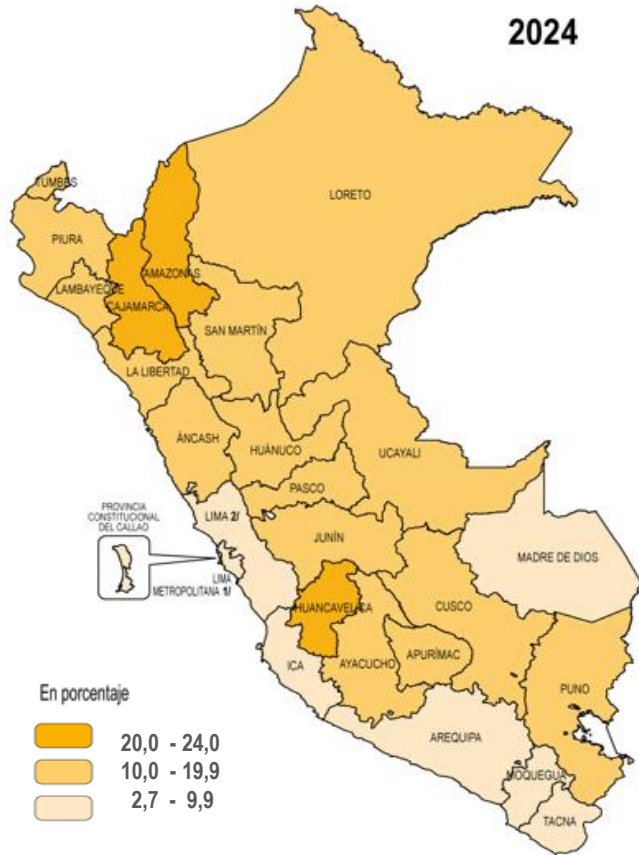 2024
LORETO
TUMBES
PIURA
AMAZONAS
LAMBAYEQUE
CAJAMARCA
SAN MARTÍN
LA LIBERTAD
ÁNCASH
HUÁNUCO
UCAYALI
PASCO
PROVINCIA
CONSTITUCIONAL
DEL CALLAO
LIMA 2/
JUNÍN
MADRE DE DIOS
LIMA
METROPOLITANA 1/
HUANCAVELICA
CUSCO
ICA
AYACUCHO
APURÍMAC
PUNO
AREQUIPA
MOQUEGUA
TACNA
En porcentaje
20,0 - 24,0
10,0 - 19,9
2,7 - 9,9